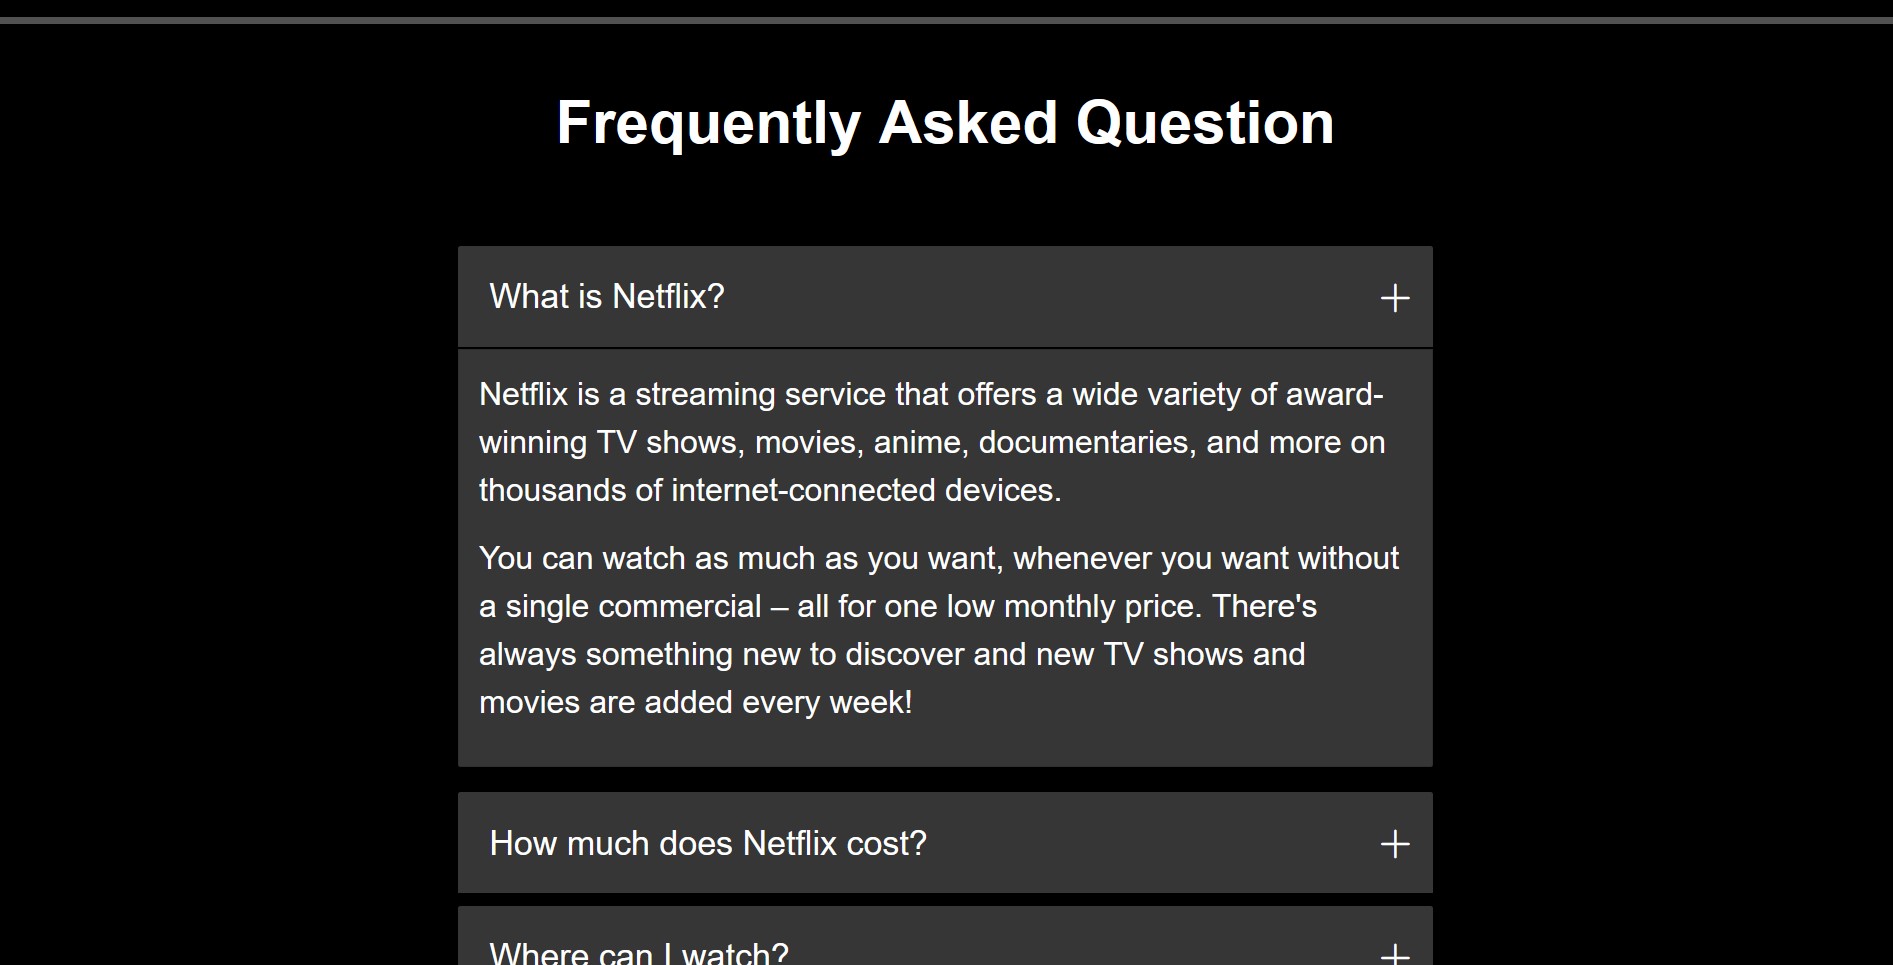 Frequently Asked Question
What is Netflix?
Netflix is a streaming service that offers a wide variety of award-
winning TV shows, movies, anime, documentaries, and more on
thousands of internet-connected devices.
You can watch as much as you want, whenever you want without
a single commercial – all for one low monthly price. There's
always something new to discover and new TV shows and
movies are added every week!
How much does Netflix cost?
Where can I watch?